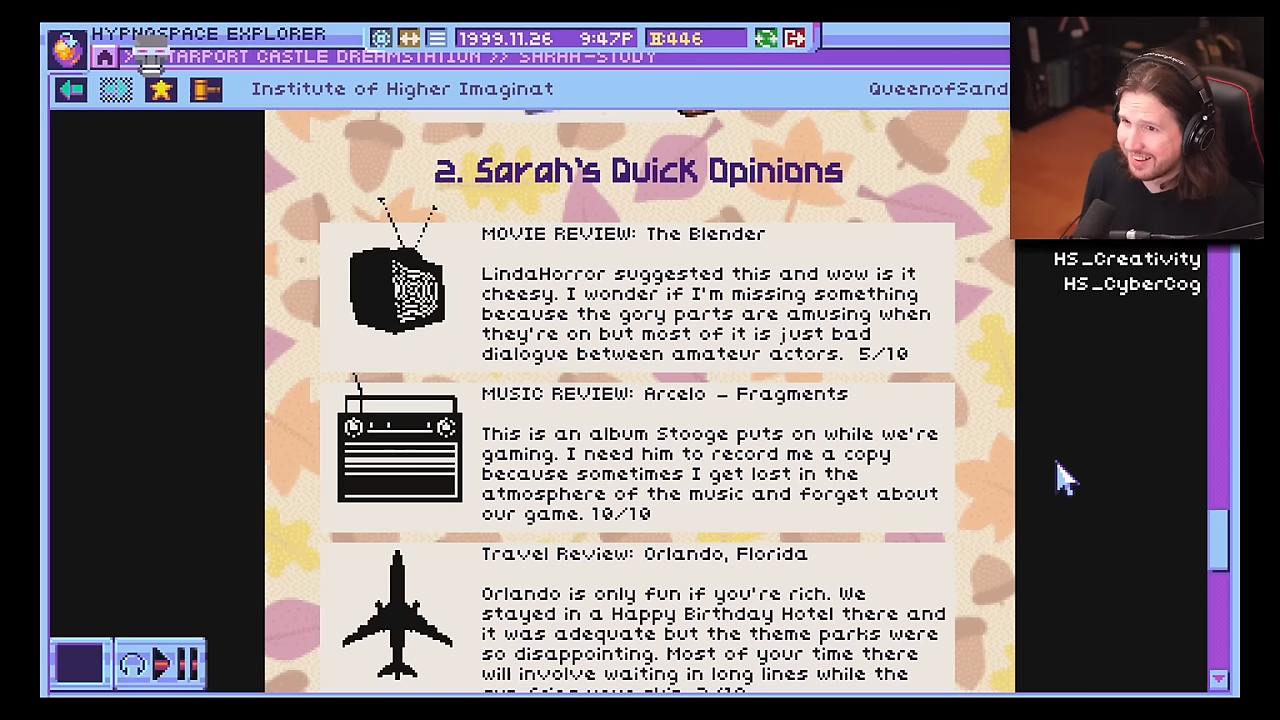 HYPNOSPACE EXPLORER
1999.11.26 9:47P
446
TARPORT CASTLE DREAMSTATION >> SARAH-STUDY
Institute of Higher Imaginat
QueenofSand
HS_Creativity
HS_CyberCog
2. Sarah's Quick Opinions
MOVIE REVIEW: The Blender
LindaHorror suggested this and wow is it
cheesy. I wonder if I'm missing something
because the gory parts are amusing when
they're on but most of it is just bad
dialogue between amateur actors. 5/10
MUSIC REVIEW: Arcelo - Fragments
This is an album Stooge puts on while we're
gaming. I need him to record me a copy
because sometimes I get lost in the
atmosphere of the music and forget about
our game. 10/10
Travel Review: Orlando, Florida
Orlando is only fun if you're rich. We
stayed in a Happy Birthday Hotel there and
it was adequate but the theme parks were
so disappointing. Most of your time there
will involve waiting in long lines while the